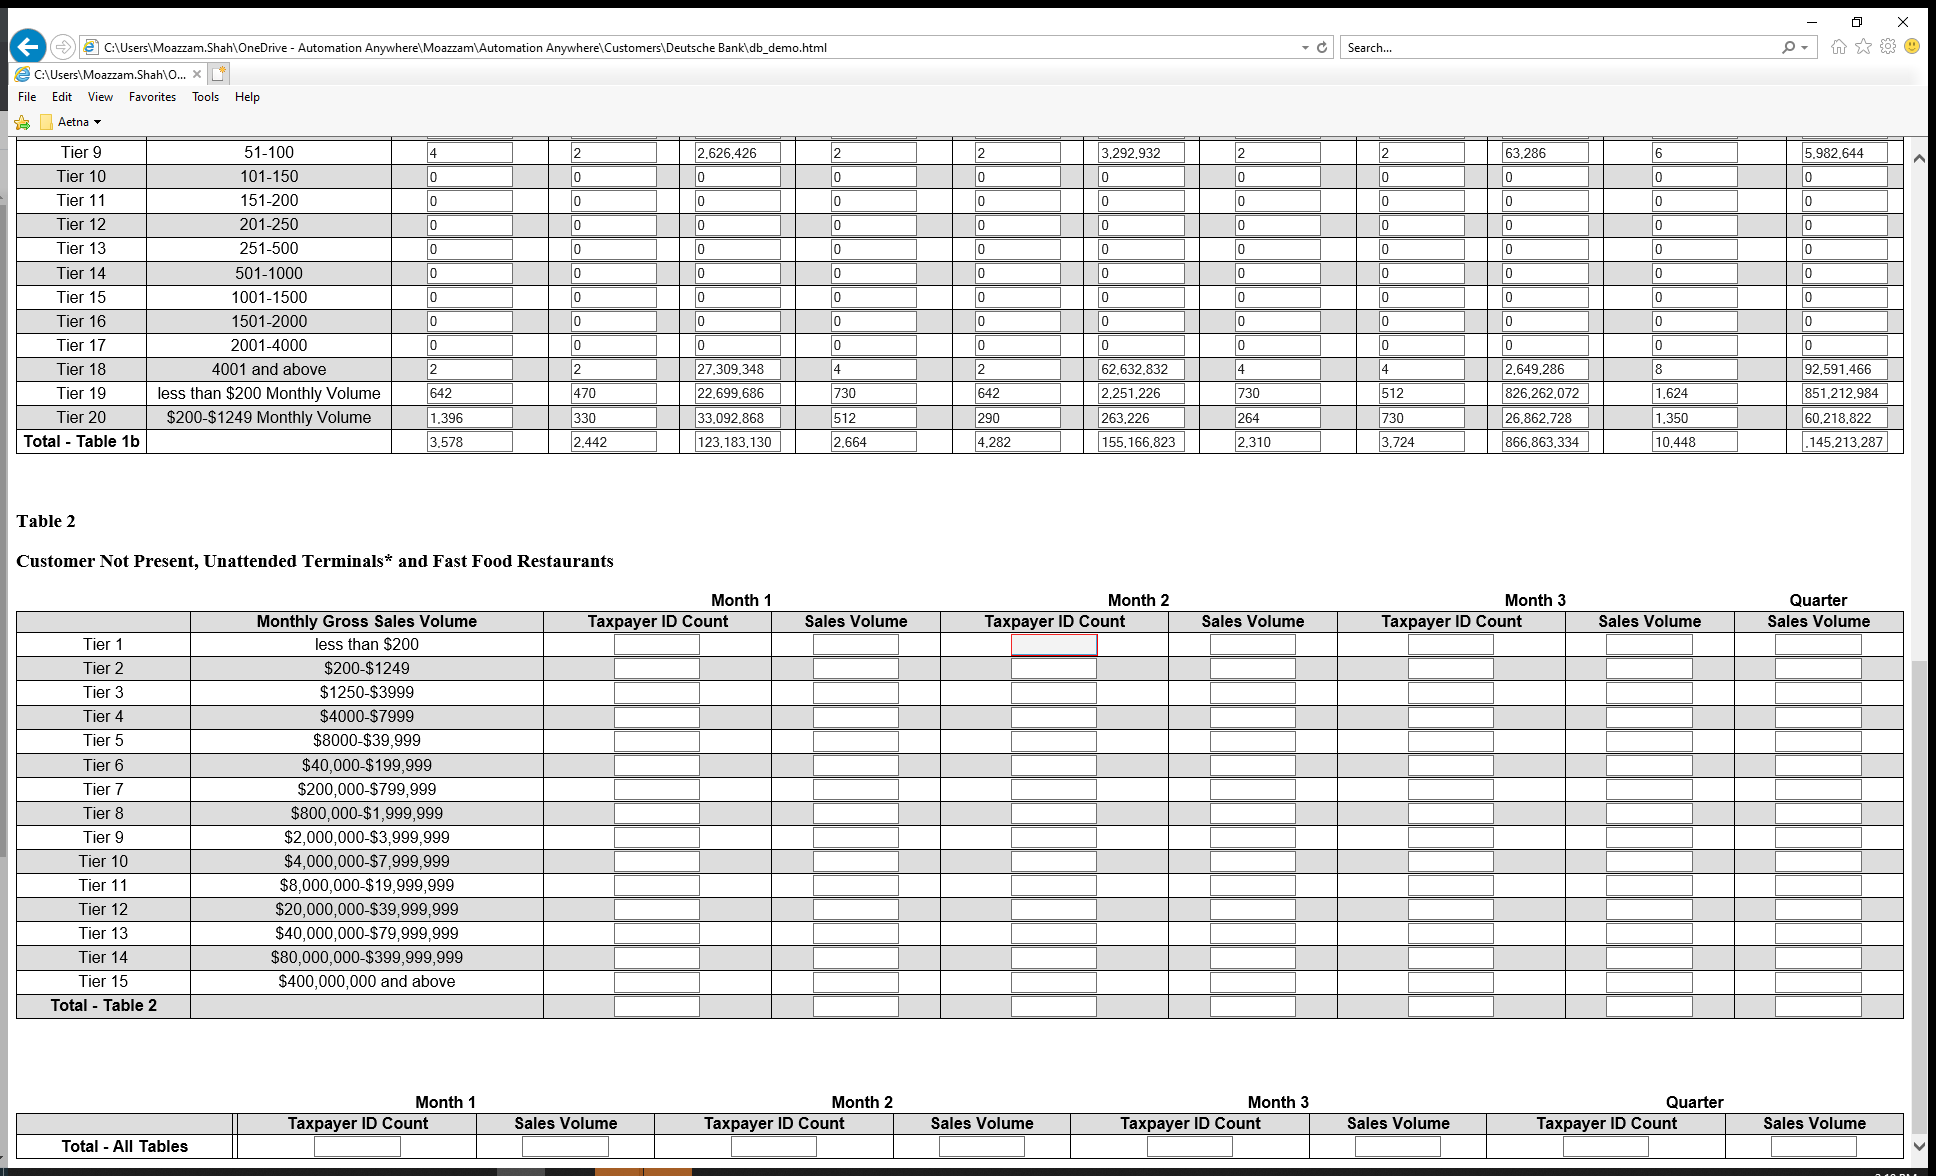 C:\Users\Moazzam.Shah\OneDrive - Automation Anywhere\Moazzam\Automation Anywhere\Customers\Deutsche Bank\db_demo.html
Search...
C:\Users\Moazzam.Shah\O...
File Edit View Favorites Tools Help
Aetna
Tier 9 51-100 4 2 2,626,426 2 2 3,292,932 2 2 63,286 6 5,982,644
Tier 10 101-150 0 0 0 0 0 0 0 0 0 0 0
Tier 11 151-200 0 0 0 0 0 0 0 0 0 0 0
Tier 12 201-250 0 0 0 0 0 0 0 0 0 0 0
Tier 13 251-500 0 0 0 0 0 0 0 0 0 0 0
Tier 14 501-1000 0 0 0 0 0 0 0 0 0 0 0
Tier 15 1001-1500 0 0 0 0 0 0 0 0 0 0 0
Tier 16 1501-2000 0 0 0 0 0 0 0 0 0 0 0
Tier 17 2001-4000 0 0 0 0 0 0 0 0 0 0 0
Tier 18 4001 and above 2 2 27,309,348 4 2 62,632,832 4 4 2,649,286 8 92,591,466
Tier 19 less than $200 Monthly Volume 642 470 22,699,686 730 642 2,251,226 730 512 826,262,072 1,624 851,212,984
Tier 20 $200-$1249 Monthly Volume 1,396 330 33,092,868 512 290 263,226 264 730 26,862,728 1,350 60,218,822
Total - Table 1b 3,578 2,442 123,183,130 2,664 4,282 155,166,823 2,310 3,724 866,863,334 10,448 ,145,213,287
Table 2
Customer Not Present, Unattended Terminals* and Fast Food Restaurants
Month 1 Month 2 Month 3 Quarter
Monthly Gross Sales Volume Taxpayer ID Count Sales Volume Taxpayer ID Count Sales Volume Taxpayer ID Count Sales Volume Sales Volume
Tier 1 less than $200
Tier 2 $200-$1249
Tier 3 $1250-$3999
Tier 4 $4000-$7999
Tier 5 $8000-$39,999
Tier 6 $40,000-$199,999
Tier 7 $200,000-$799,999
Tier 8 $800,000-$1,999,999
Tier 9 $2,000,000-$3,999,999
Tier 10 $4,000,000-$7,999,999
Tier 11 $8,000,000-$19,999,999
Tier 12 $20,000,000-$39,999,999
Tier 13 $40,000,000-$79,999,999
Tier 14 $80,000,000-$399,999,999
Tier 15 $400,000,000 and above
Total - Table 2
Month 1 Month 2 Month 3 Quarter
Taxpayer ID Count Sales Volume Taxpayer ID Count Sales Volume Taxpayer ID Count Sales Volume Taxpayer ID Count Sales Volume
Total - All Tables